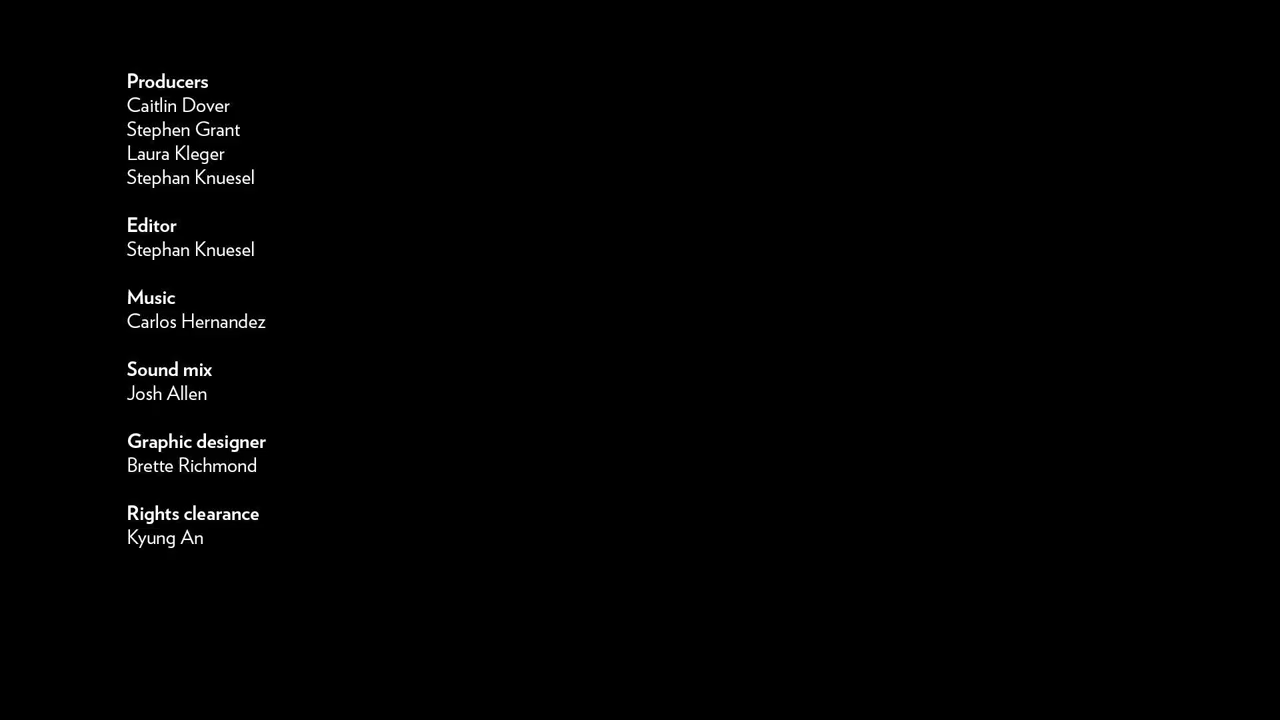 Producers
Caitlin Dover
Stephen Grant
Laura Kleger
Stephan Knuesel
Editor
Stephan Knuesel
Music
Carlos Hernandez
Sound mix
Josh Allen
Graphic designer
Brette Richmond
Rights clearance
Kyung An